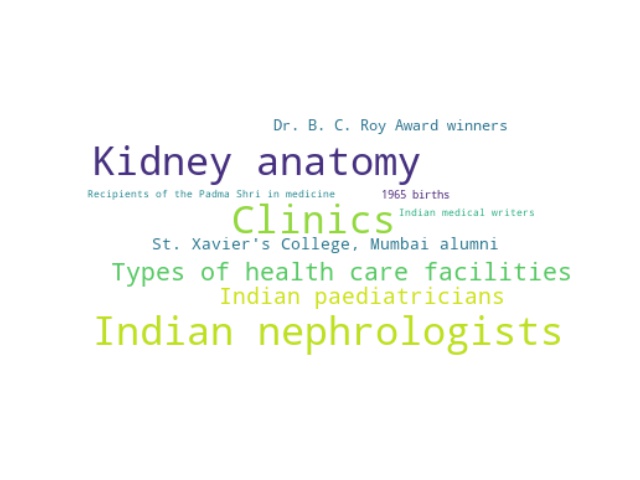 Dr. B. C. Roy Award winners
Kidney anatomy
Recipients of the Padma Shri in medicine
1965 births
Clinics
Indian medical writers
St. Xavier's College, Mumbai alumni
Types of health care facilities
Indian paediatricians
Indian nephrologists